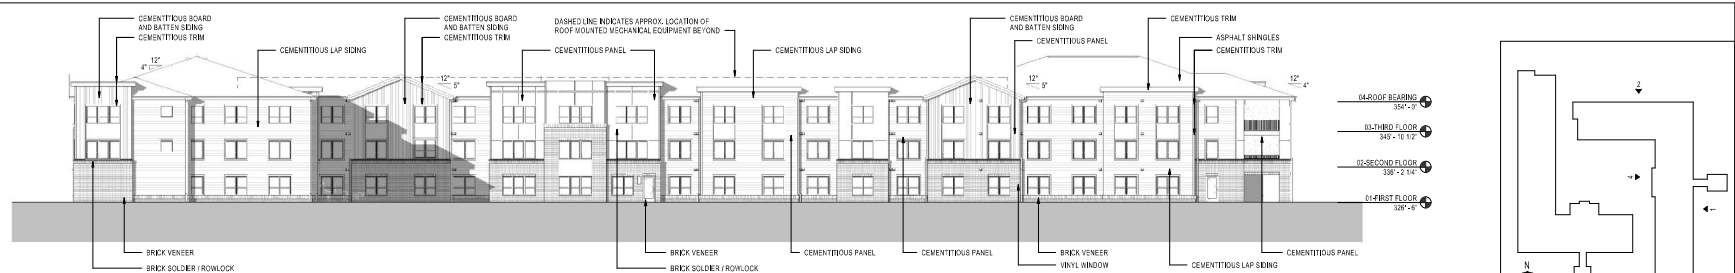 CEMENTITIOUS BOARD
AND BATTEN SIDING
CEMENTITIOUS TRIM
CEMENTITIOUS LAP SIDING
CEMENTITIOUS BOARD
AND BATTEN SIDING
CEMENTITIOUS TRIM
DASHED LINE INDICATES APPROX. LOCATION OF
ROOF MOUNTED MECHANICAL EQUIPMENT BEYOND
CEMENTITIOUS PANEL
CEMENTITIOUS LAP SIDING
CEMENTITIOUS BOARD
AND BATTEN SIDING
CEMENTITIOUS PANEL
CEMENTITIOUS TRIM
ASPHALT SHINGLES
CEMENTITIOUS TRIM
12"
4"
12"
5"
12"
5"
12"
4"
04-ROOF BEARING
354' - 9"
03-THIRD FLOOR
345' - 10 1/2"
02-SECOND FLOOR
336' - 2 1/4"
01-FIRST FLOOR
326' - 6"
BRICK VENEER
BRICK SOLDIER / ROWLOCK
BRICK VENEER
BRICK SOLDIER / ROWLOCK
CEMENTITIOUS PANEL
CEMENTITIOUS PANEL
BRICK VENEER
VINYL WINDOW
CEMENTITIOUS LAP SIDING
CEMENTITIOUS PANEL
2
4
1
N